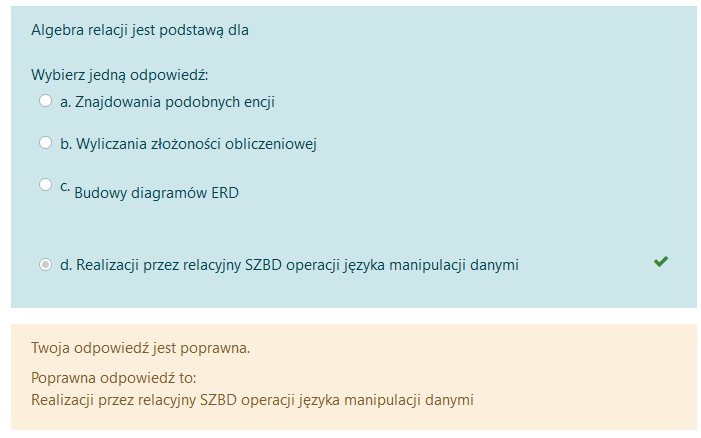 Algebra relacji jest podstawą dla
Wybierz jedną odpowiedź:
a. Znajdowania podobnych encji
b. Wyliczania złożoności obliczeniowej
c. Budowy diagramów ERD
d. Realizacji przez relacyjny SZBD operacji języka manipulacji danymi
Twoja odpowiedź jest poprawna.
Poprawna odpowiedź to:
Realizacji przez relacyjny SZBD operacji języka manipulacji danymi